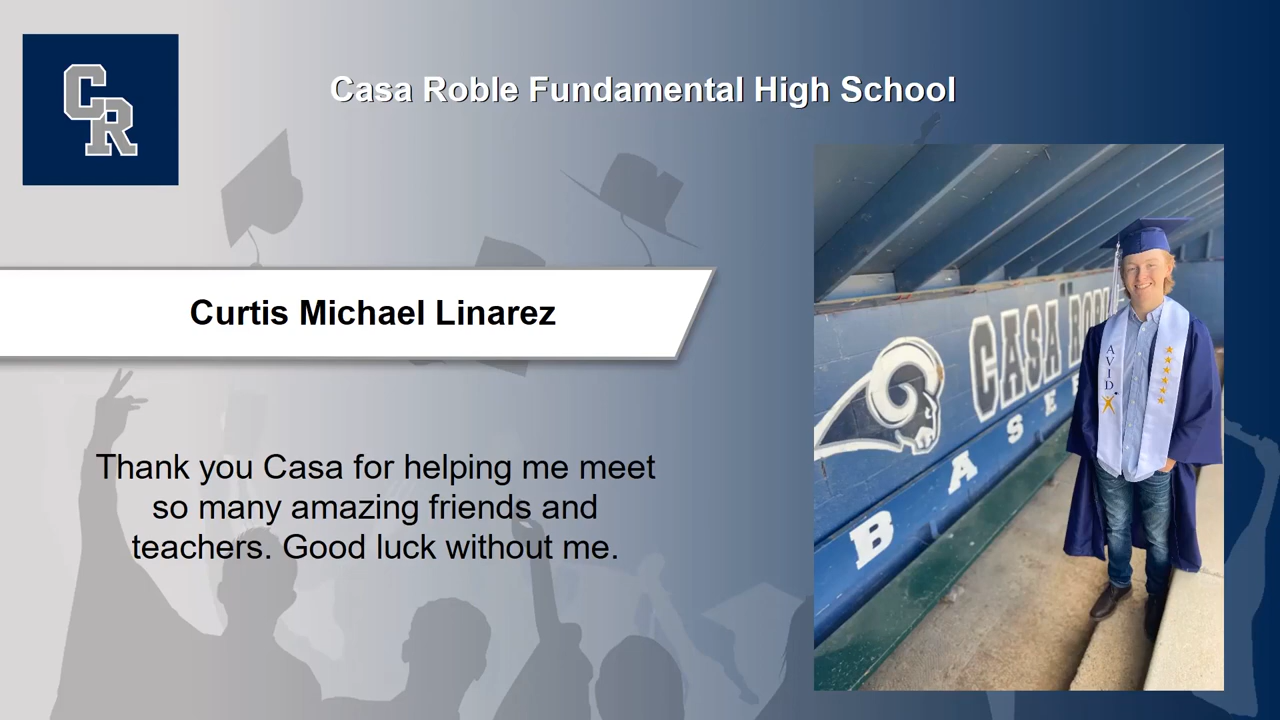 CR
Casa Roble Fundamental High School
Curtis Michael Linarez
Thank you Casa for helping me meet
so many amazing friends and
teachers. Good luck without me.
CASA ROBL
BASE
AVID